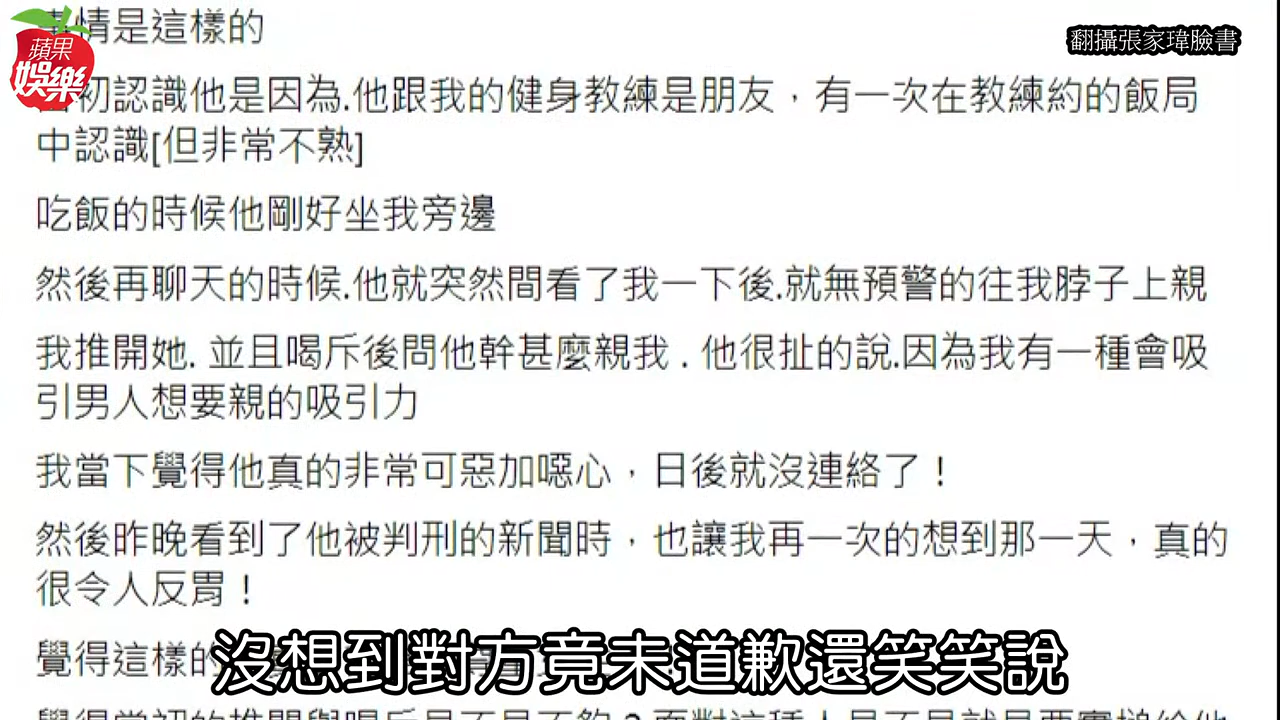 蘋果
娛樂
翻攝張家瑋臉書
事情是這樣的
初認識他是因為.他跟我的健身教練是朋友，有一次在教練約的飯局
中認識[但非常不熟]
吃飯的時候他剛好坐我旁邊
然後再聊天的時候.他就突然間看了我一下後.就無預警的往我脖子上親
我推開她. 並且喝斥後問他幹甚麼親我 . 他很扯的說.因為我有一種會吸
引男人想要親的吸引力
我當下覺得他真的非常可惡加噁心，日後就沒連絡了！
然後昨晚看到了他被判刑的新聞時，也讓我再一次的想到那一天，真的
很令人反胃！
覺得這樣的
沒想到對方竟未道歉還笑笑說